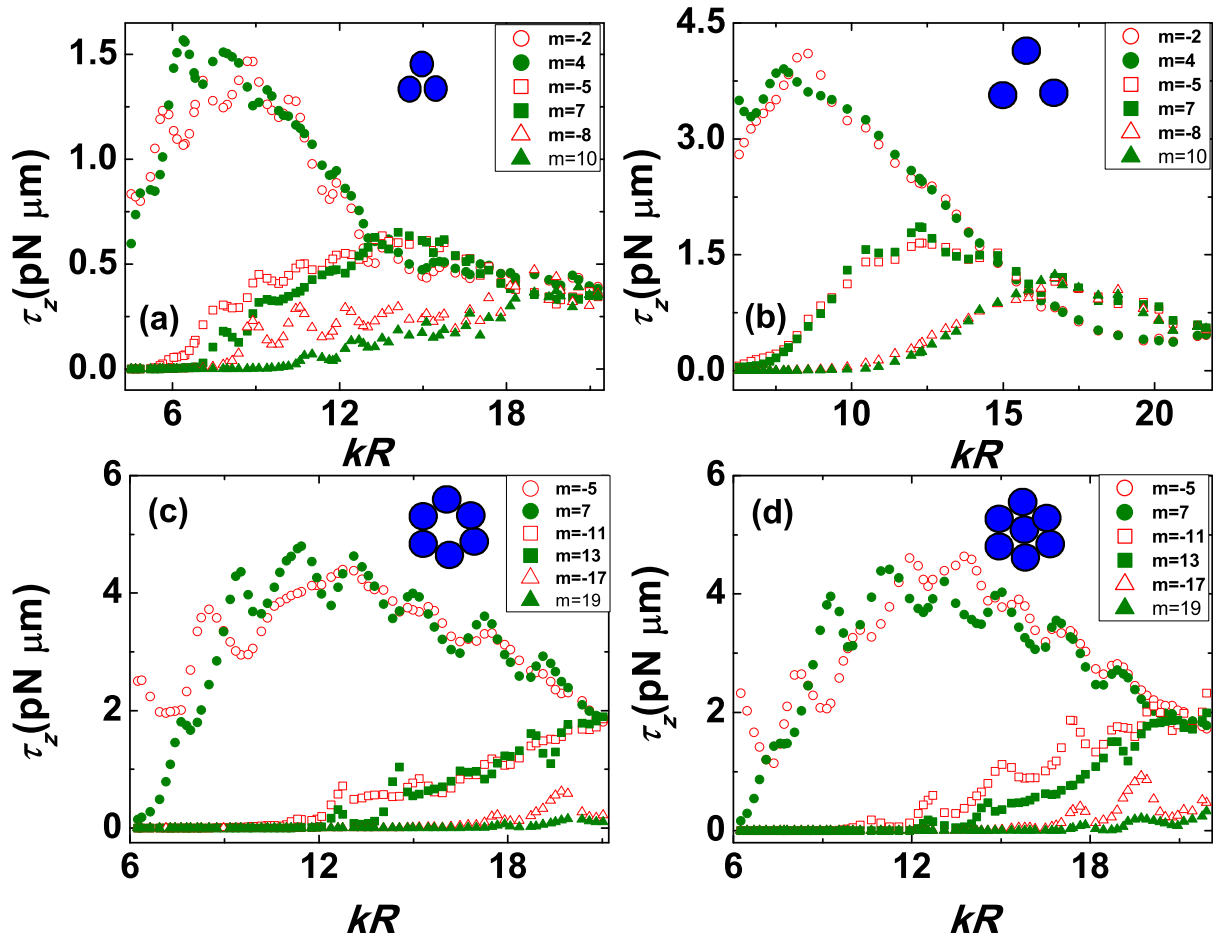 (a)
τz(pN μm)
1.5
1.0
0.5
0.0
6
12
18
kR
m=-2
m=4
m=-5
m=7
m=-8
m=10
(b)
τz(pN μm)
4.5
3.0
1.5
0.0
10
15
20
kR
m=-2
m=4
m=-5
m=7
m=-8
m=10
(c)
τz(pN μm)
6
4
2
0
6
12
18
kR
m=-5
m=7
m=-11
m=13
m=-17
m=19
(d)
τz(pN μm)
6
4
2
0
6
12
18
kR
m=-5
m=7
m=-11
m=13
m=-17
m=19